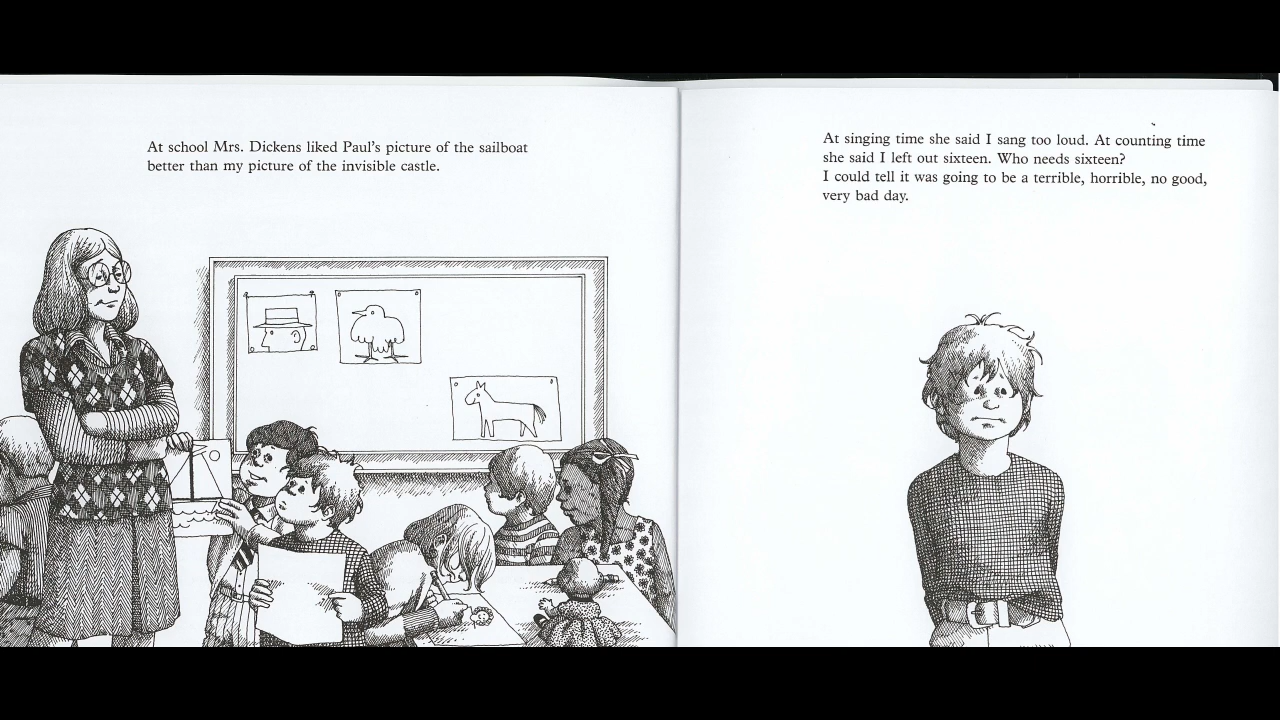 At school Mrs. Dickens liked Paul's picture of the sailboat
better than my picture of the invisible castle.
At singing time she said I sang too loud. At counting time
she said I left out sixteen. Who needs sixteen?
I could tell it was going to be a terrible, horrible, no good,
very bad day.